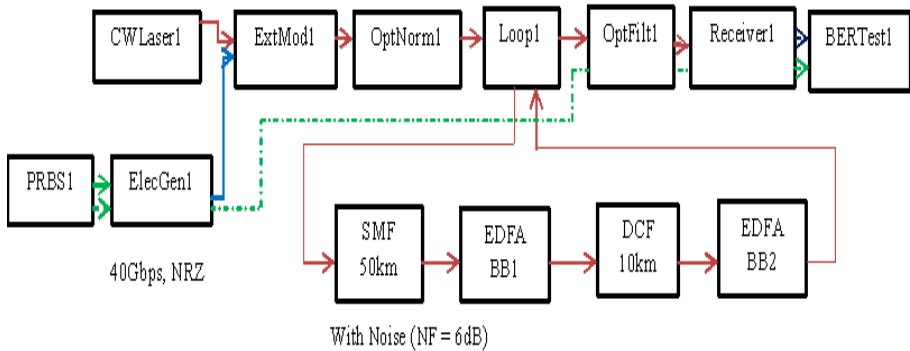 CWLaser1
ExtMod1
OptNorm1
Loop1
OptFilt1
Receiver1
BERTest1
PRBS1
ElecGen1
SMF
50km
EDFA
BB1
DCF
10km
EDFA
BB2
40Gbps, NRZ
With Noise (NF = 6dB)